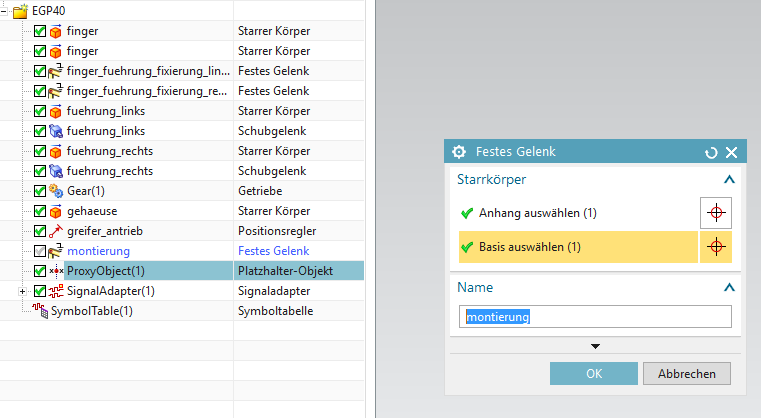 EGP40
finger Starrer Körper
finger Starrer Körper
finger_fuehrung_fixierung_lin... Festes Gelenk
finger_fuehrung_fixierung_re... Festes Gelenk
fuehrung_links Starrer Körper
fuehrung_links Schubgelenk
fuehrung_rechts Starrer Körper
fuehrung_rechts Schubgelenk
Gear(1) Getriebe
gehaeuse Starrer Körper
greifer_antrieb Positionsregler
montierung Festes Gelenk
ProxyObject(1) Platzhalter-Objekt
SignalAdapter(1) Signaladapter
SymbolTable(1) Symboltabelle
Festes Gelenk
Starrkörper
Anhang auswählen (1)
Basis auswählen (1)
Name
montierung
OK Abbrechen